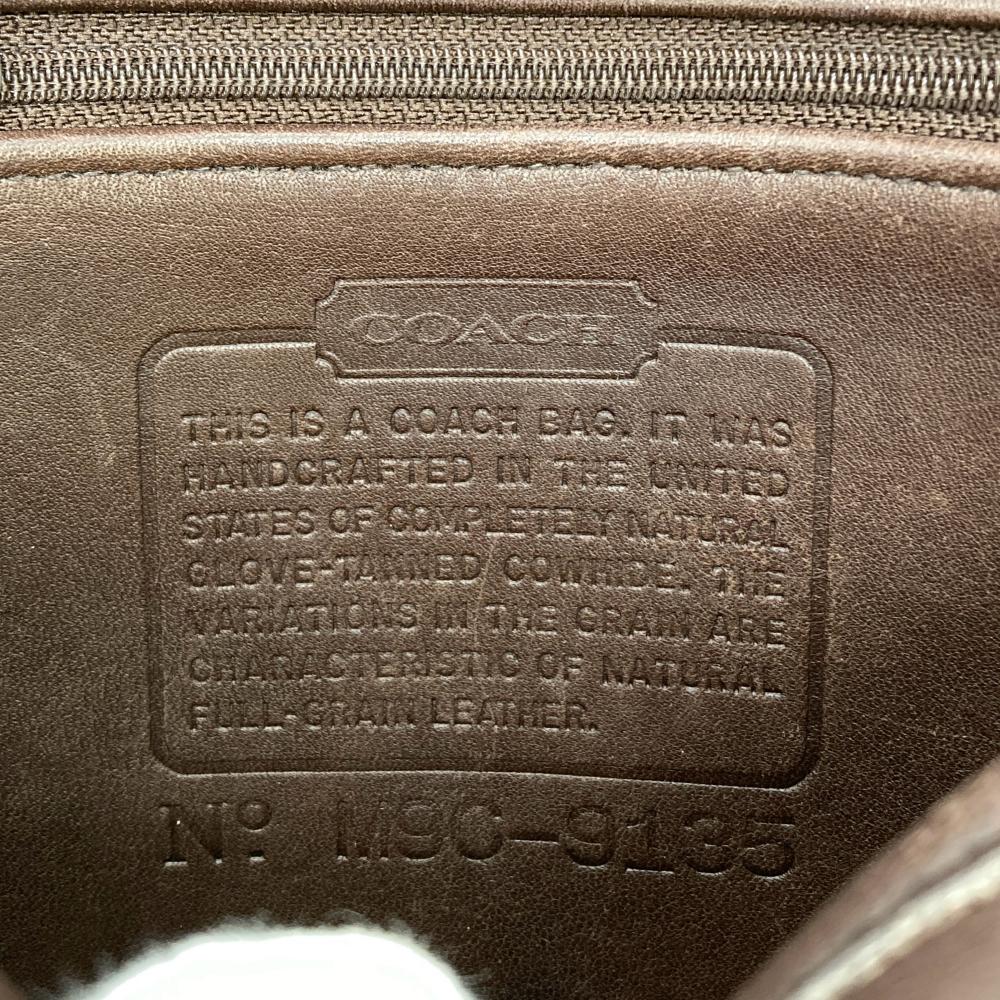 COACH
THIS IS A COACH BAG. IT WAS
HANDCRAFTED IN THE UNITED
STATES OF COMPLETELY NATURAL
GLOVE-TANNED COWHIDE. THE
VARIATIONS IN THE GRAIN ARE
CHARACTERISTIC OF NATURAL
FULL-GRAIN LEATHER.
Nº M9C-9135